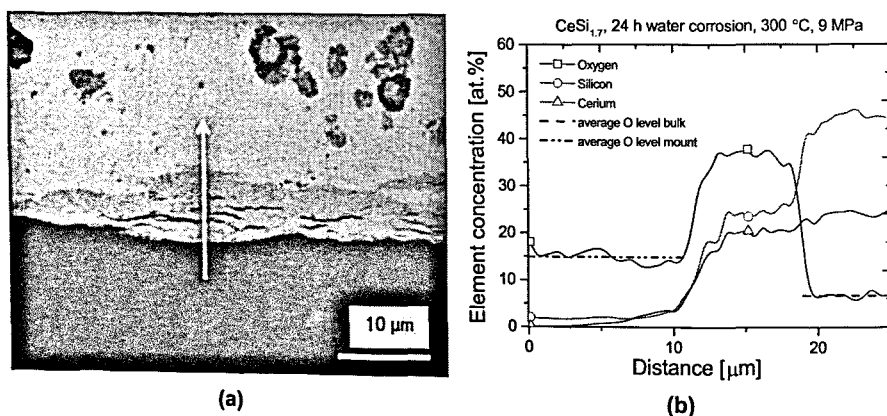 10 µm
(a)
CeSi1.7, 24 h water corrosion, 300 °C, 9 MPa
Element concentration [at.%]
60
50
40
30
20
10
0
Oxygen
Silicon
Cerium
average O level bulk
average O level mount
0
10
20
Distance [µm]
(b)